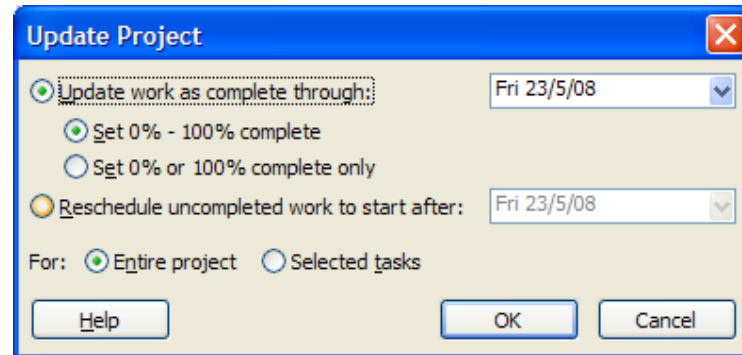 Update Project
Update work as complete through: Fri 23/5/08
Set 0% - 100% complete
Set 0% or 100% complete only
Reschedule uncompleted work to start after: Fri 23/5/08
For: Entire project Selected tasks
Help OK Cancel